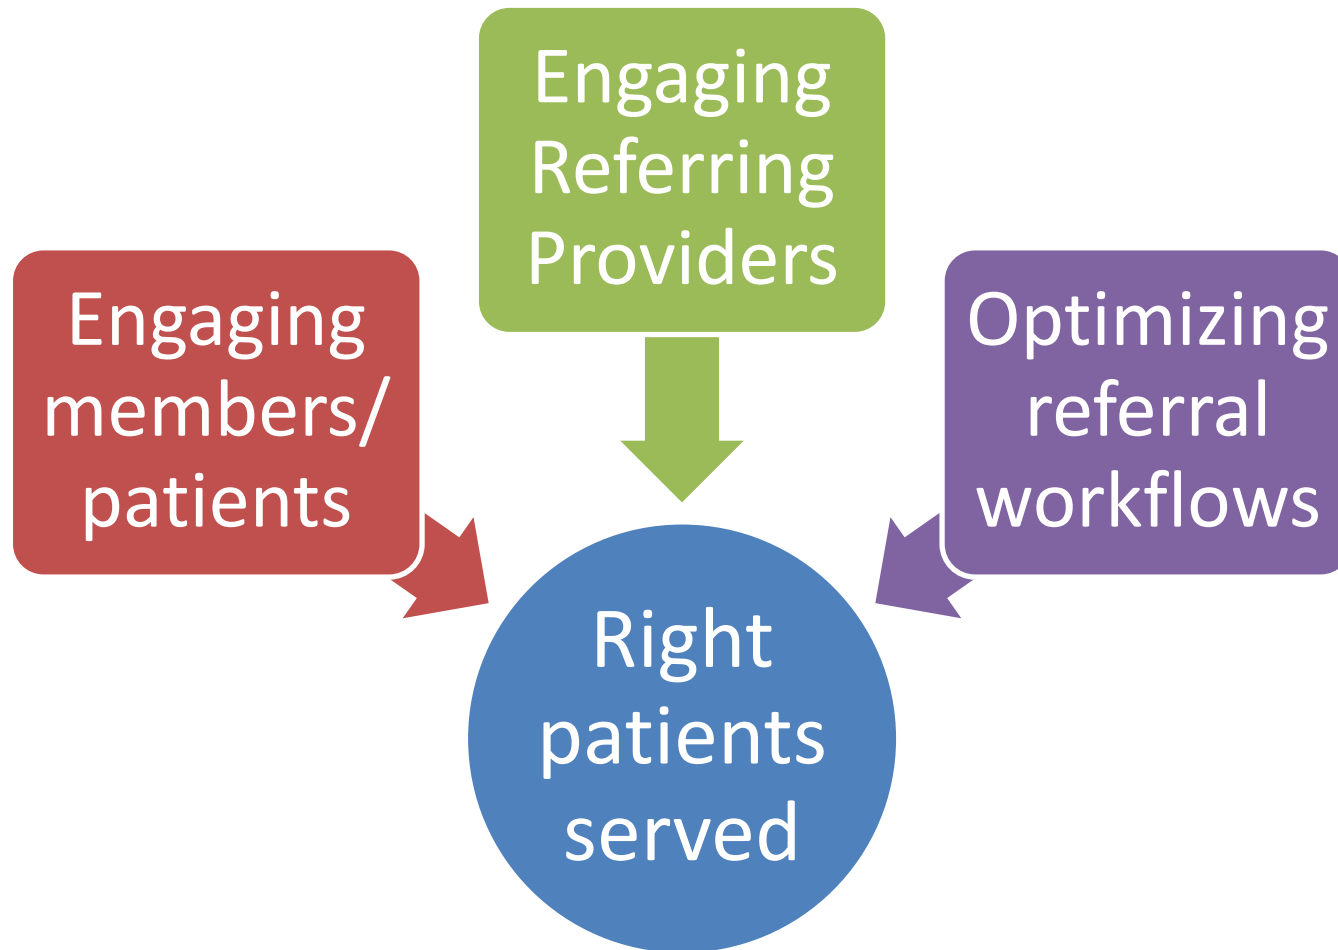 Engaging
Referring
Providers
Engaging
members/
patients
Optimizing
referral
workflows
Right
patients
served